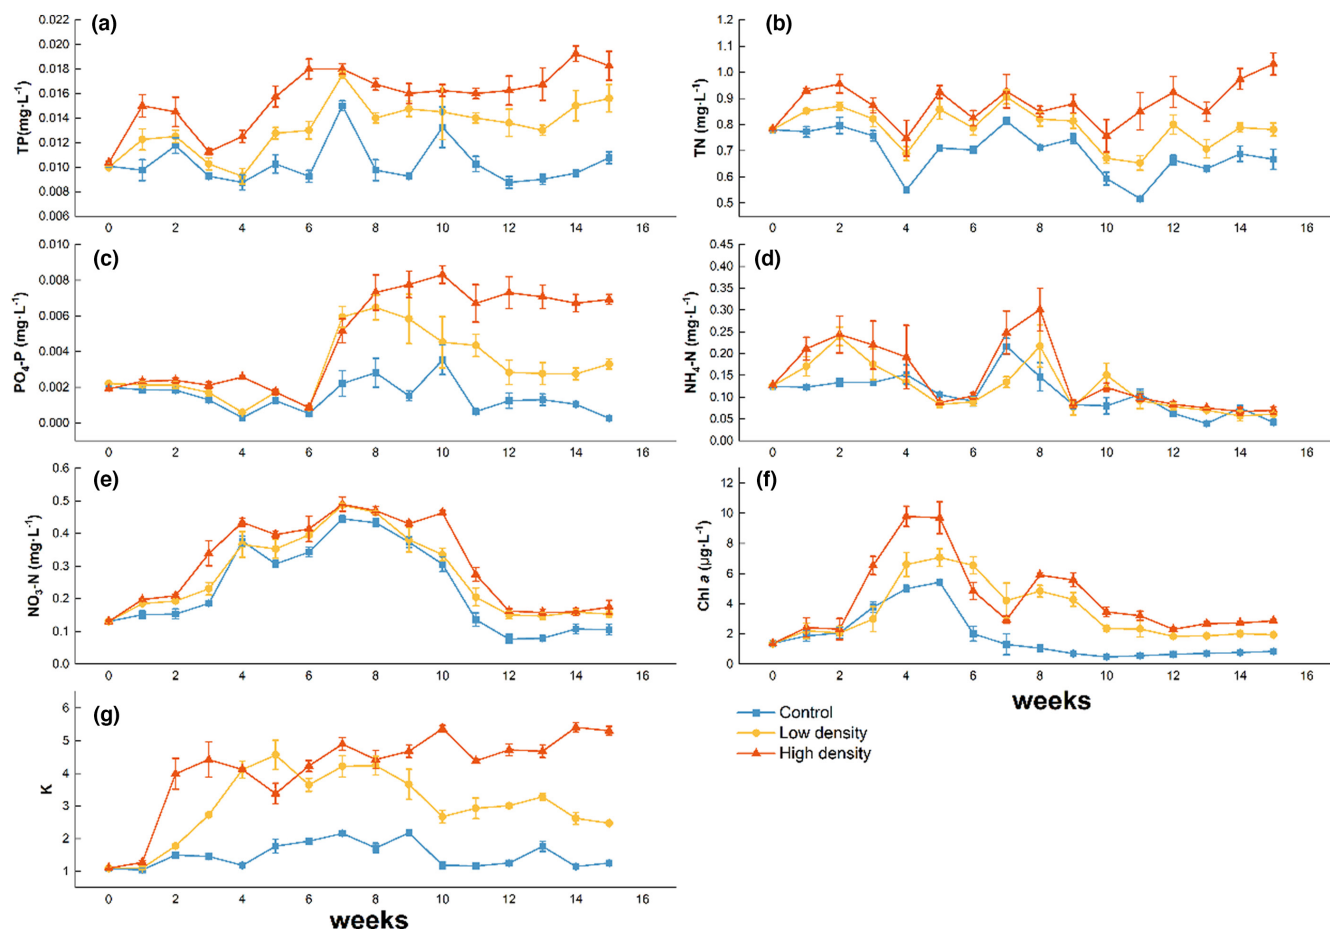 (a)
TP(mg·L⁻¹)
0.022
0.020
0.018
0.016
0.014
0.012
0.010
0.008
0.006
0 2 4 6 8 10 12 14 16
(b)
TN (mg·L⁻¹)
1.2
1.1
1.0
0.9
0.8
0.7
0.6
0.5
0 2 4 6 8 10 12 14 16
(c)
PO₄-P (mg·L⁻¹)
0.010
0.008
0.006
0.004
0.002
0.000
0 2 4 6 8 10 12 14 16
(d)
NH₄-N (mg·L⁻¹)
0.45
0.40
0.35
0.30
0.25
0.20
0.15
0.10
0.05
0.00
0 2 4 6 8 10 12 14 16
(e)
NO₃-N (mg·L⁻¹)
0.6
0.5
0.4
0.3
0.2
0.1
0.0
0 2 4 6 8 10 12 14 16
(f)
Chl a (µg·L⁻¹)
12
10
8
6
4
2
0
0 2 4 6 8 10 12 14 16
weeks
Control
Low density
High density
(g)
K
6
5
4
3
2
1
0 2 4 6 8 10 12 14 16
weeks